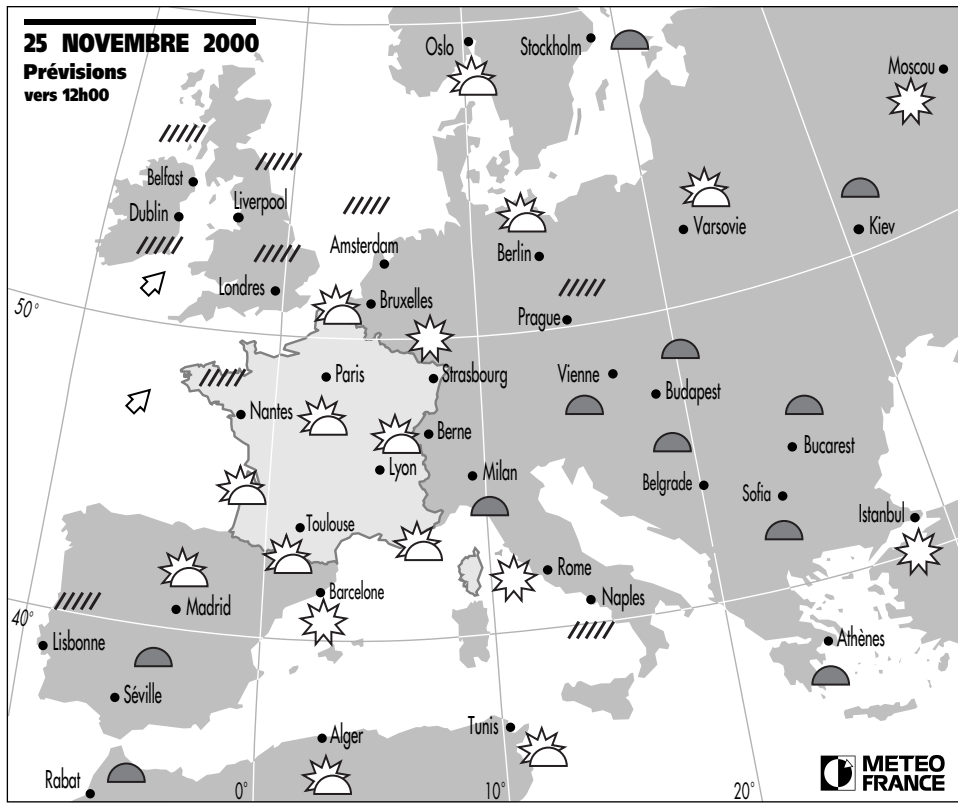 25 NOVEMBRE 2000
Prévisions
vers 12h00
Oslo
Stockholm
Moscou
Belfast
Dublin
Liverpool
Varsovie
Kiev
Amsterdam
Berlin
Londres
50°
Bruxelles
Prague
Paris
Strasbourg
Vienne
Budapest
Nantes
Berne
Bucarest
Lyon
Milan
Belgrade
Sofia
Istanbul
Toulouse
Rome
Barcelone
Naples
Madrid
40°
Lisbonne
Athènes
Séville
Alger
Tunis
Rabat
0°
10°
20°
METEO
FRANCE